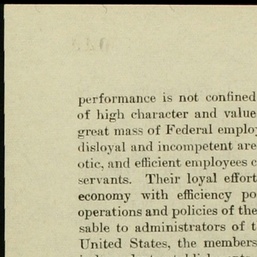 performance is not confined
of high character and value
great mass of Federal employ
disloyal and incompetent are
otic, and efficient employees c
servants. Their loyal effort
economy with efficiency po
operations and policies of the
sable to administrators of t
United States, the members